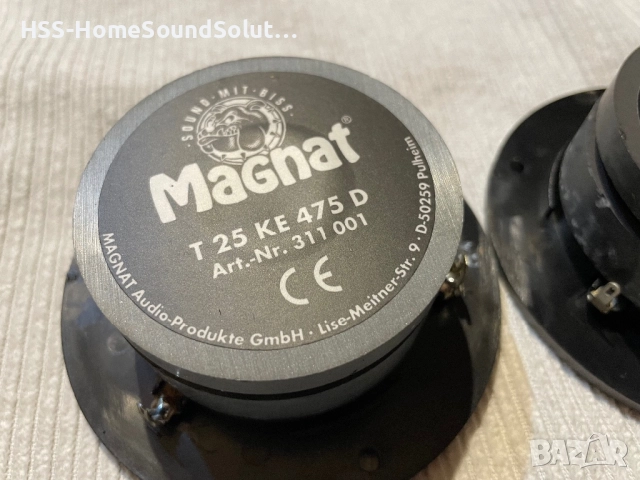 HSS-HomeSoundSolut...
SOUND·MIT·BISS
Magnat®
T 25 KE 475 D
Art.-Nr. 311 001
CE
MAGNAT Audio-Produkte GmbH · Lise-Meitner-Str. 9 · D-50259 Pulheim
BAZAR